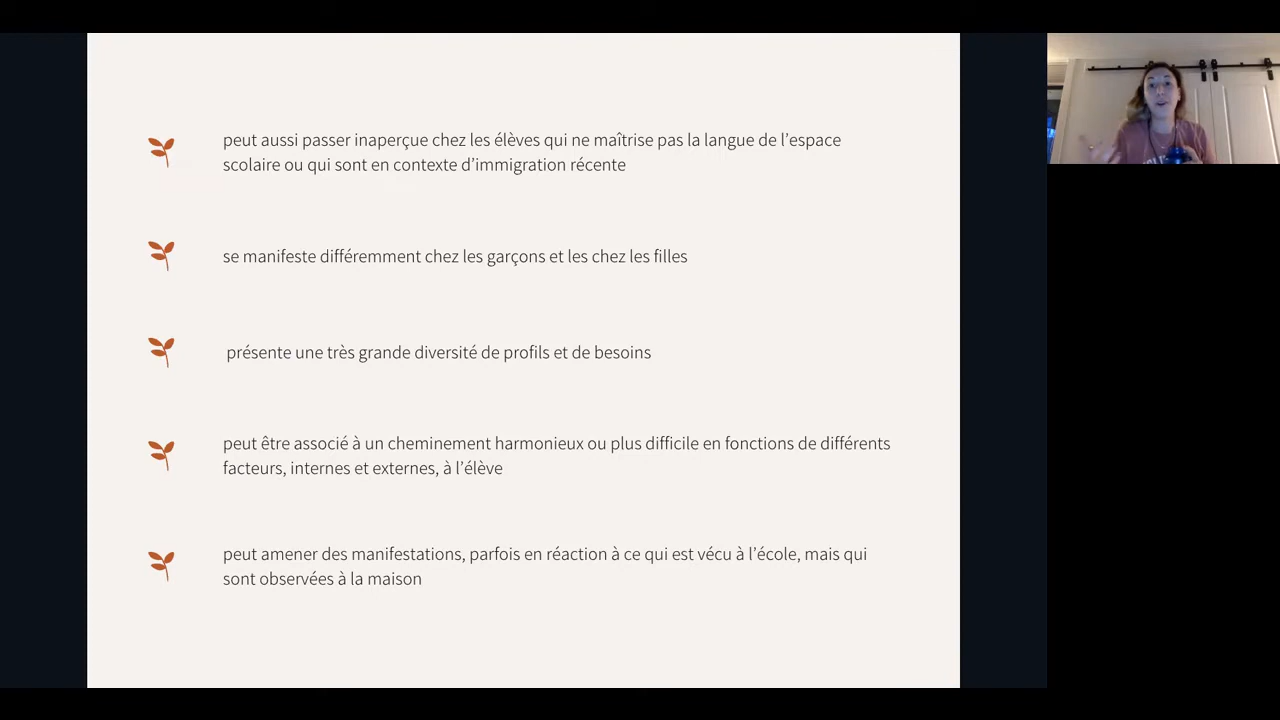 peut aussi passer inaperçue chez les élèves qui ne maîtrise pas la langue de l'espace
scolaire ou qui sont en contexte d'immigration récente
se manifeste différemment chez les garçons et les chez les filles
présente une très grande diversité de profils et de besoins
peut être associé à un cheminement harmonieux ou plus difficile en fonctions de différents
facteurs, internes et externes, à l'élève
peut amener des manifestations, parfois en réaction à ce qui est vécu à l'école, mais qui
sont observées à la maison